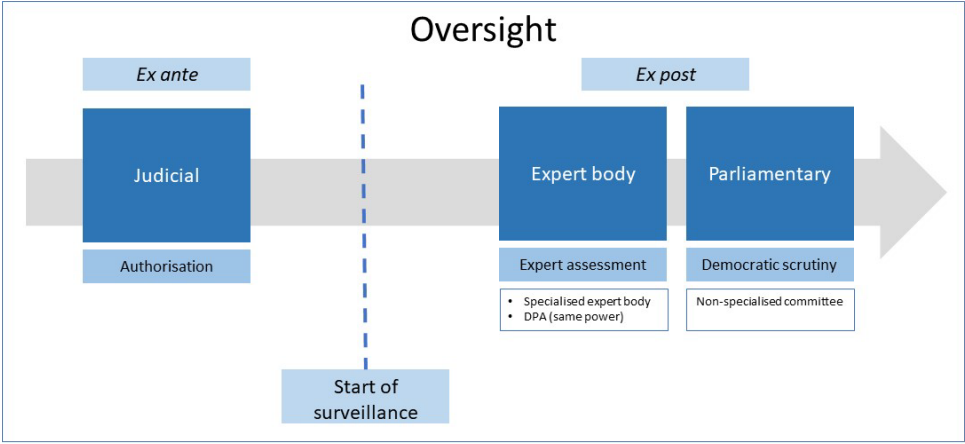 Oversight
Ex ante
Ex post
Judicial
Expert body
Parliamentary
Authorisation
Expert assessment
Democratic scrutiny
• Specialised expert body
• DPA (same power)
Non-specialised committee
Start of
surveillance